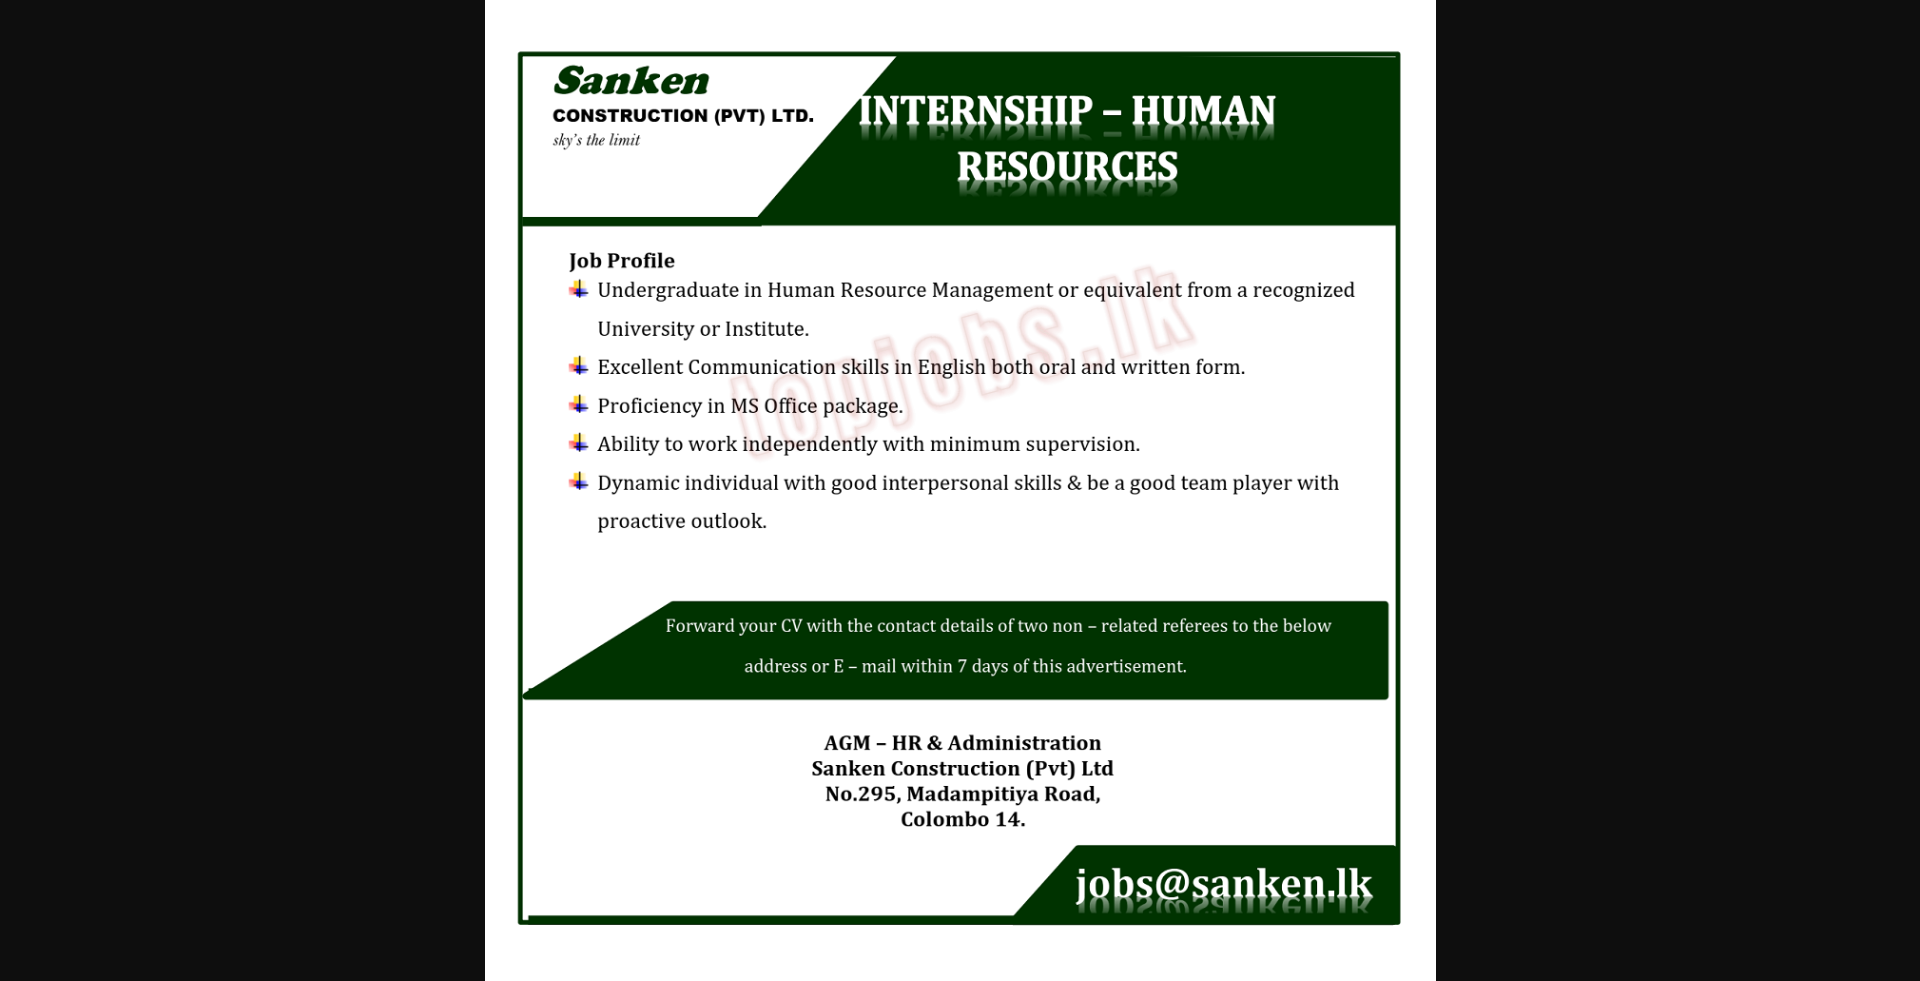 Sanken
CONSTRUCTION (PVT) LTD.
sky's the limit
INTERNSHIP – HUMAN
RESOURCES
Job Profile
Undergraduate in Human Resource Management or equivalent from a recognized
University or Institute.
Excellent Communication skills in English both oral and written form.
Proficiency in MS Office package.
Ability to work independently with minimum supervision.
Dynamic individual with good interpersonal skills & be a good team player with
proactive outlook.
topjobs.lk
Forward your CV with the contact details of two non – related referees to the below
address or E – mail within 7 days of this advertisement.
AGM – HR & Administration
Sanken Construction (Pvt) Ltd
No.295, Madampitiya Road,
Colombo 14.
jobs@sanken.lk